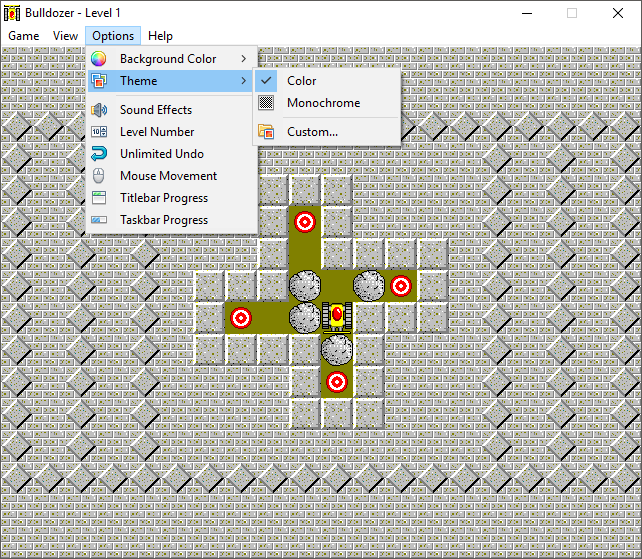 Bulldozer - Level 1
Game View Options Help
Background Color
Theme
Sound Effects
Level Number
Unlimited Undo
Mouse Movement
Titlebar Progress
Taskbar Progress
Color
Monochrome
Custom...